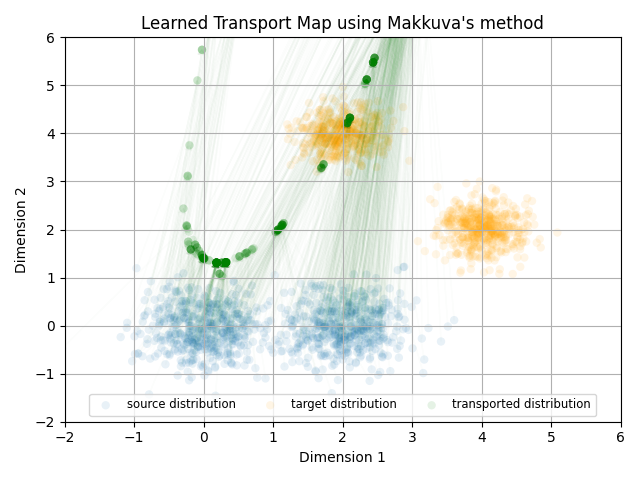 Learned Transport Map using Makkuva's method
6
5
4
3
2
1
0
−1
−2
Dimension 2
source distribution target distribution transported distribution
−2 −1 0 1 2 3 4 5 6
Dimension 1